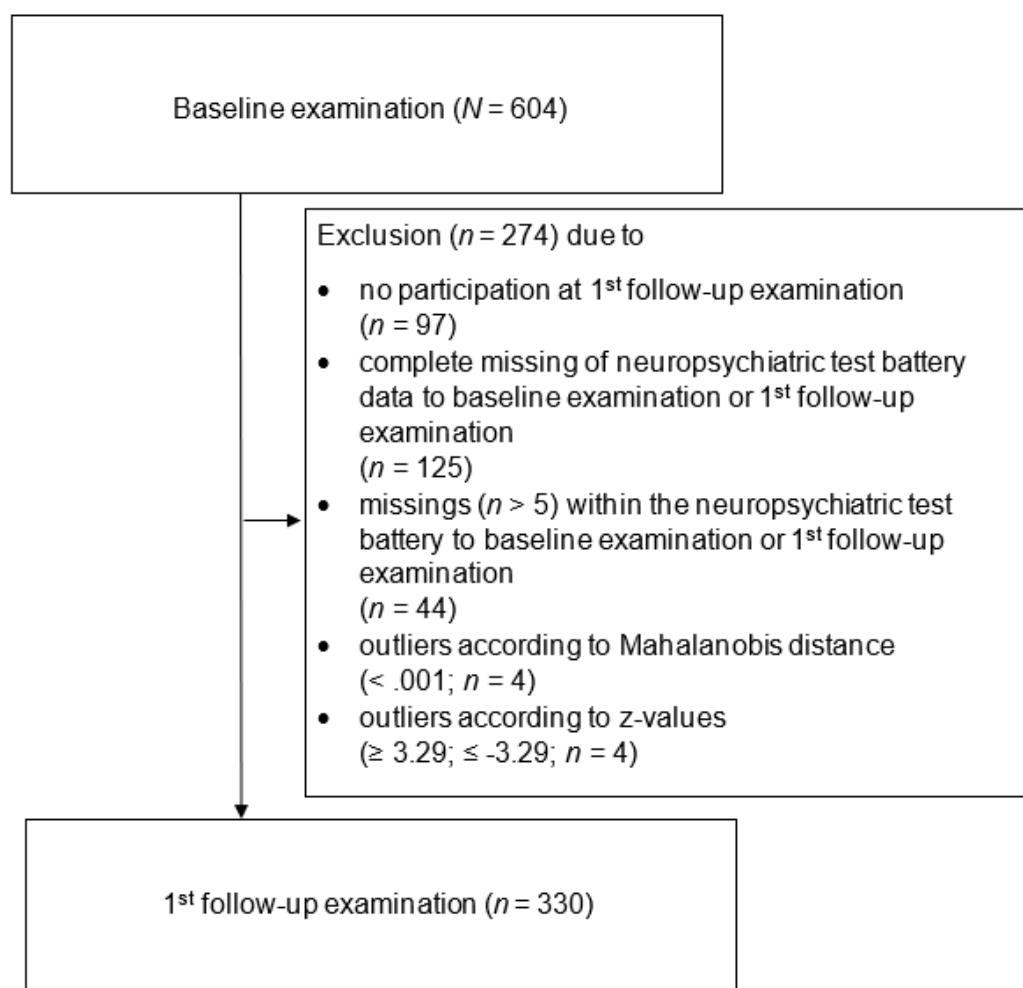 Baseline examination (N = 604)
Exclusion (n = 274) due to
• no participation at 1st follow-up examination
(n = 97)
• complete missing of neuropsychiatric test battery
data to baseline examination or 1st follow-up
examination
(n = 125)
• missings (n > 5) within the neuropsychiatric test
battery to baseline examination or 1st follow-up
examination
(n = 44)
• outliers according to Mahalanobis distance
(< .001; n = 4)
• outliers according to z-values
(≥ 3.29; ≤ -3.29; n = 4)
1st follow-up examination (n = 330)